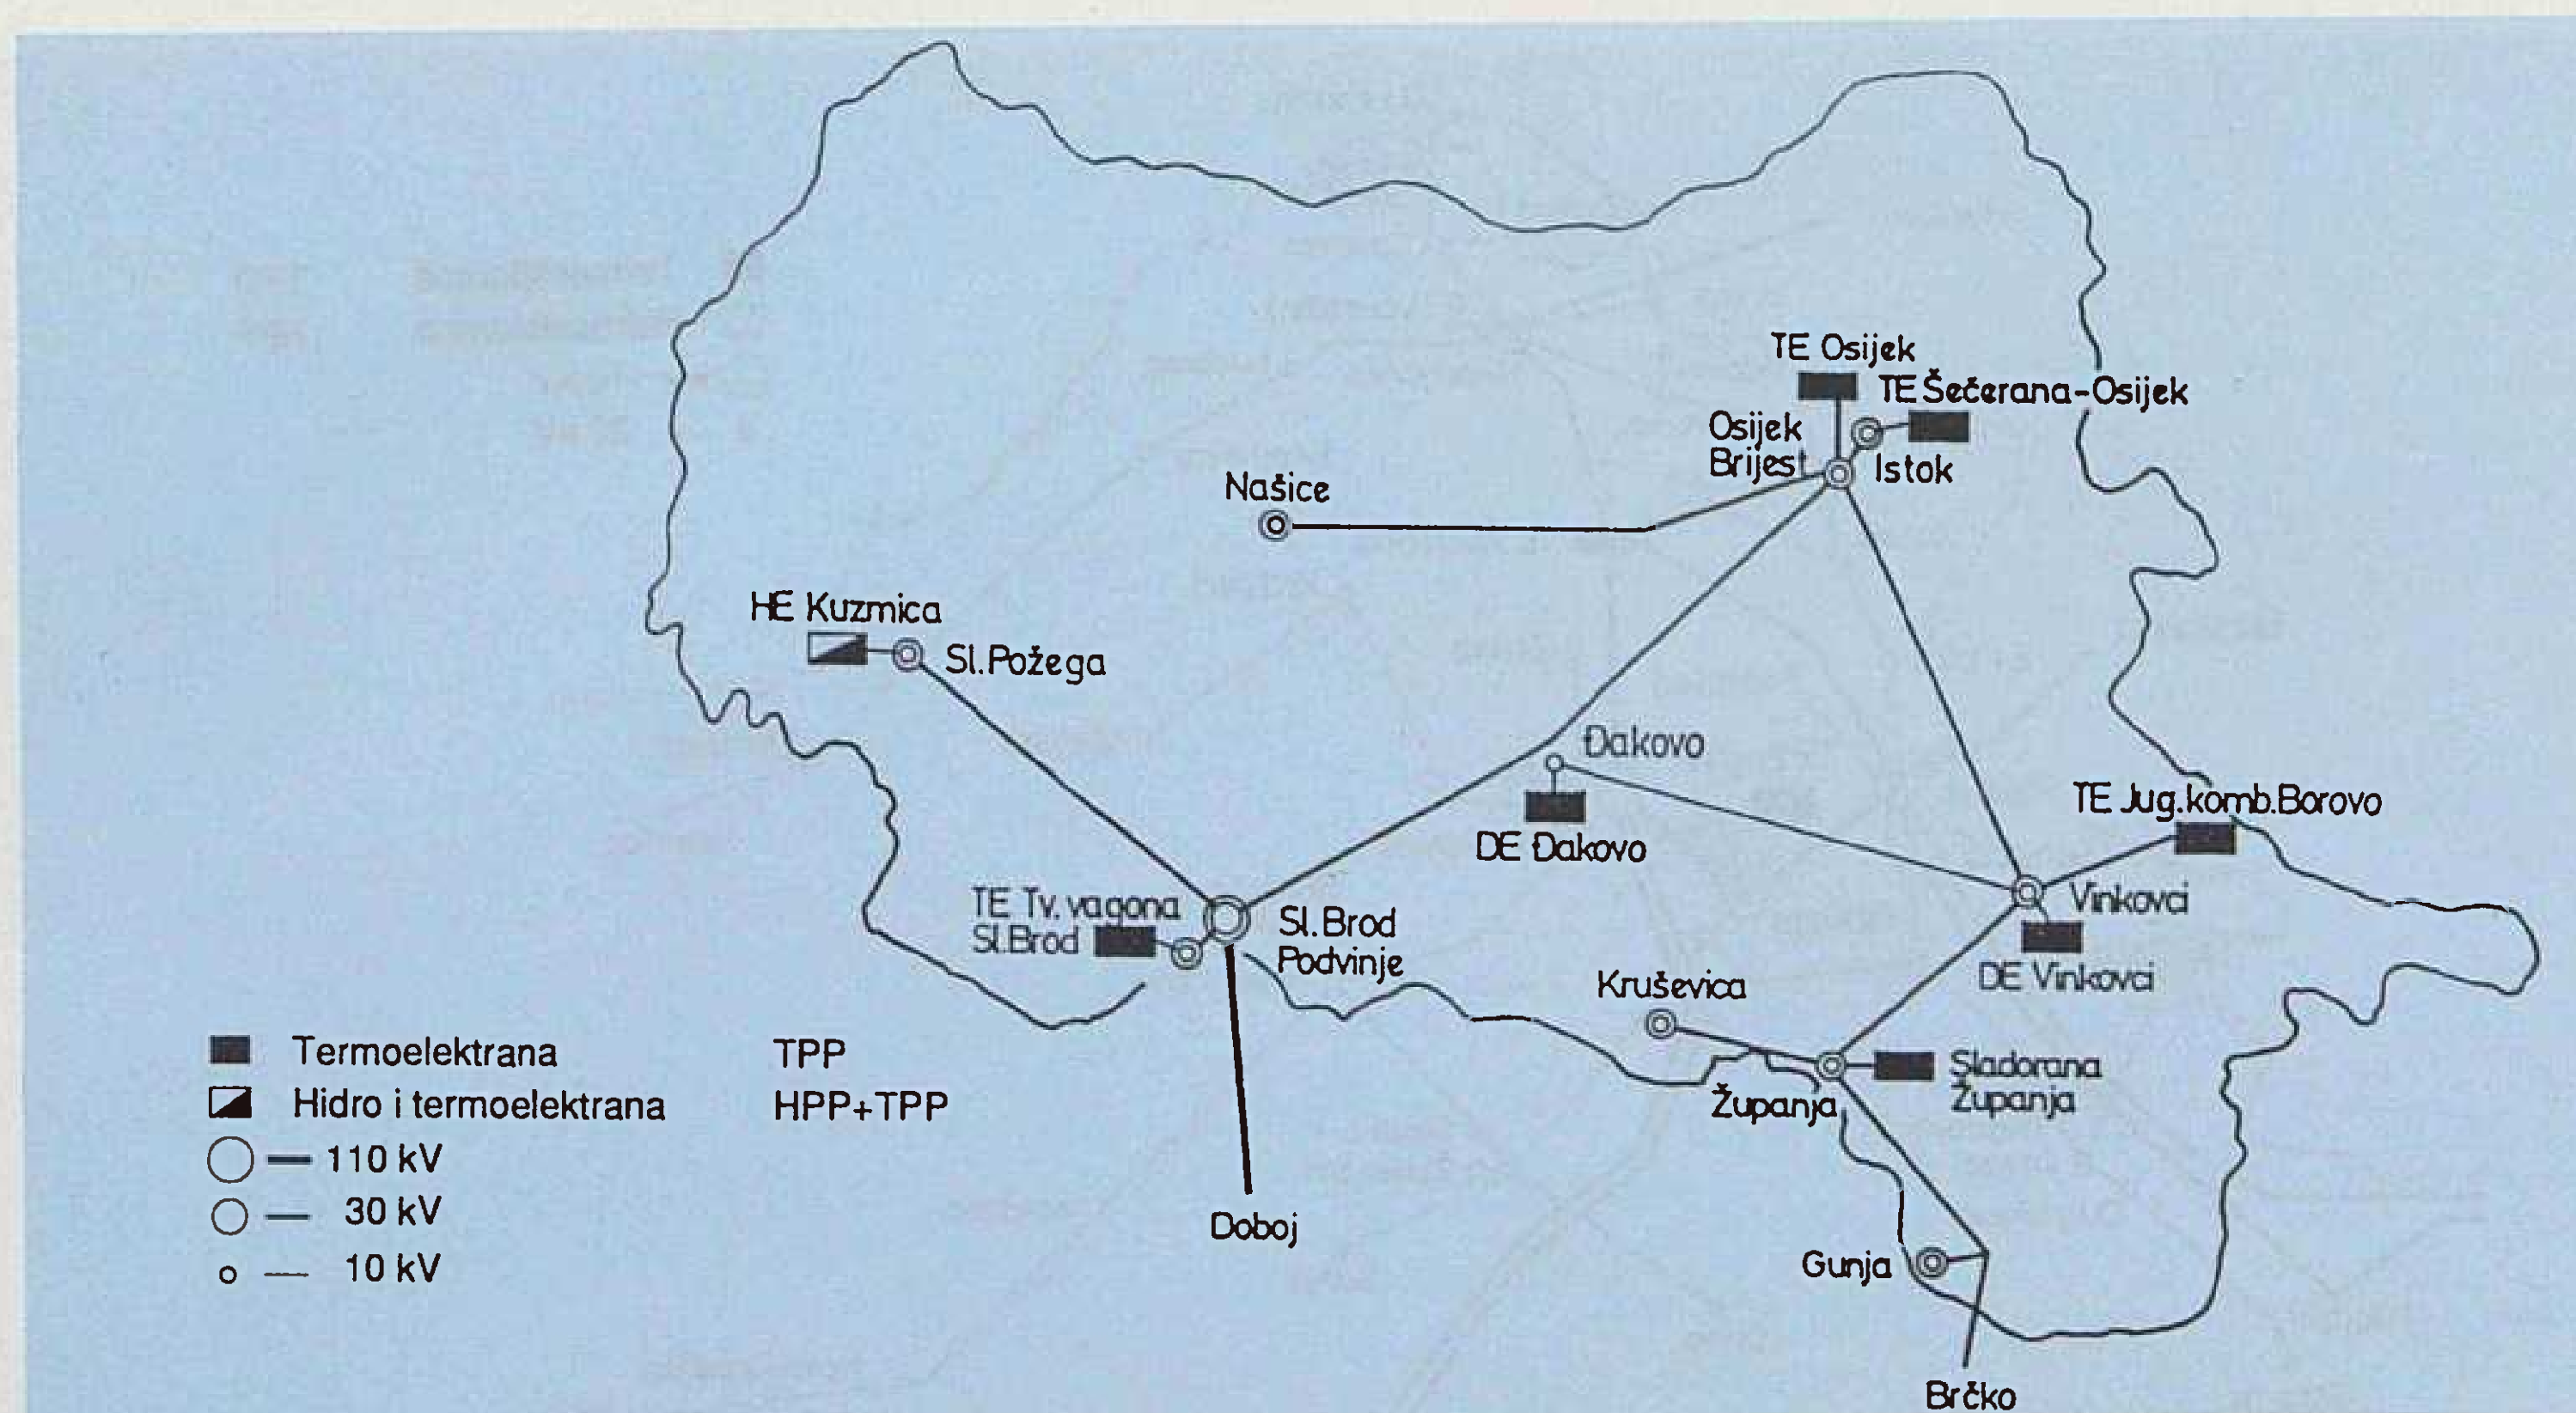 TE Osijek
TE Šećerana-Osijek
Osijek
Brijest
Istok
Našice
HE Kuzmica
Sl.Požega
Đakovo
DE Đakovo
TE Jug.komb.Borovo
Vinkovci
DE Vinkovci
TE Tv. vagona
Sl.Brod
Sl.Brod
Podvinje
Kruševica
Županja
Sladorana
Županja
Doboj
Gunja
Brčko
Termoelektrana TPP
Hidro i termoelektrana HPP+TPP
110 kV
30 kV
10 kV